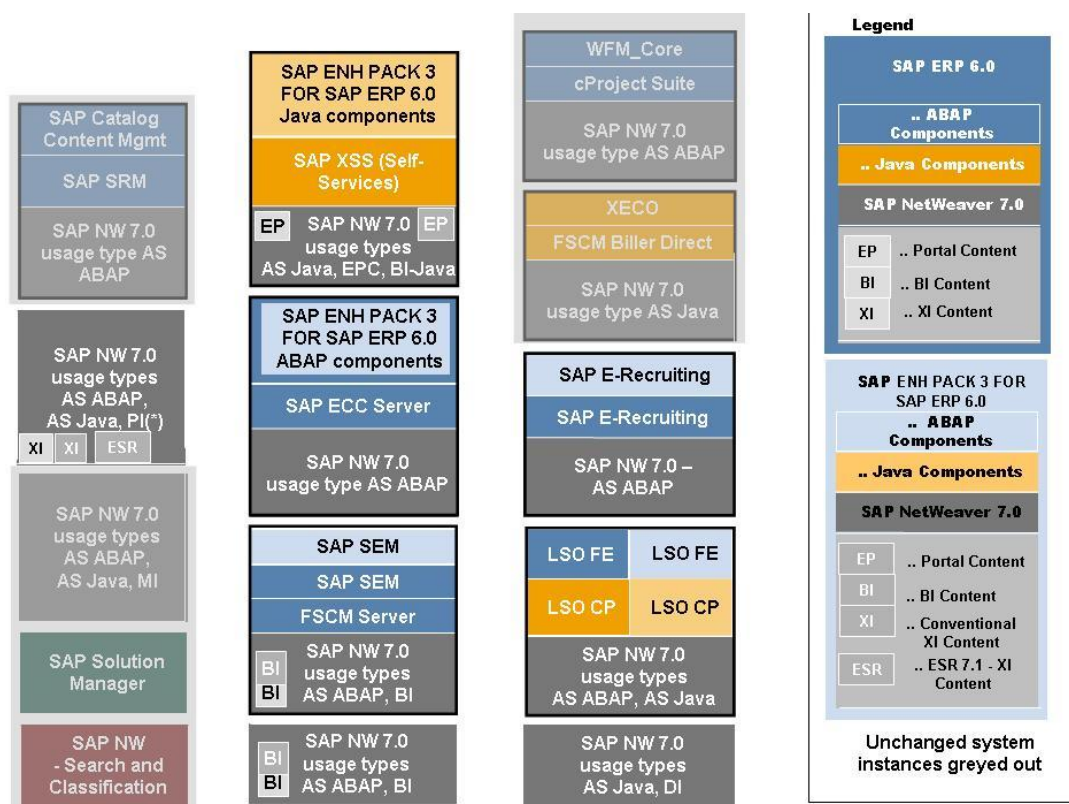 SAP Catalog
Content Mgmt
SAP SRM
SAP NW 7.0
usage type AS
ABAP
SAP NW 7.0
usage types
AS ABAP,
AS Java, PI(*)
XI XI ESR
SAP NW 7.0
usage types
AS ABAP,
AS Java, MI
SAP Solution
Manager
SAP NW
- Search and
Classification
SAP ENH PACK 3
FOR SAP ERP 6.0
Java components
SAP XSS (Self-
Services)
EP SAP NW 7.0 EP
usage types
AS Java, EPC, BI-Java
SAP ENH PACK 3
FOR SAP ERP 6.0
ABAP components
SAP ECC Server
SAP NW 7.0
usage type AS ABAP
SAP SEM
SAP SEM
FSCM Server
SAP NW 7.0
BI usage types
BI AS ABAP, BI
SAP NW 7.0
BI usage types
BI AS ABAP, BI
WFM_Core
cProject Suite
SAP NW 7.0
usage type AS ABAP
XECO
FSCM Biller Direct
SAP NW 7.0
usage type AS Java
SAP E-Recruiting
SAP E-Recruiting
SAP NW 7.0 –
AS ABAP
LSO FE LSO FE
LSO CP LSO CP
SAP NW 7.0
usage types
AS ABAP, AS Java
SAP NW 7.0
usage types
AS Java, DI
Legend
SAP ERP 6.0
.. ABAP
Components
.. Java Components
SAP NetWeaver 7.0
EP .. Portal Content
BI .. BI Content
XI .. XI Content
SAP ENH PACK 3 FOR
SAP ERP 6.0
.. ABAP
Components
.. Java Components
SAP NetWeaver 7.0
EP .. Portal Content
BI .. BI Content
XI .. Conventional
XI Content
ESR .. ESR 7.1 - XI
Content
Unchanged system
instances greyed out